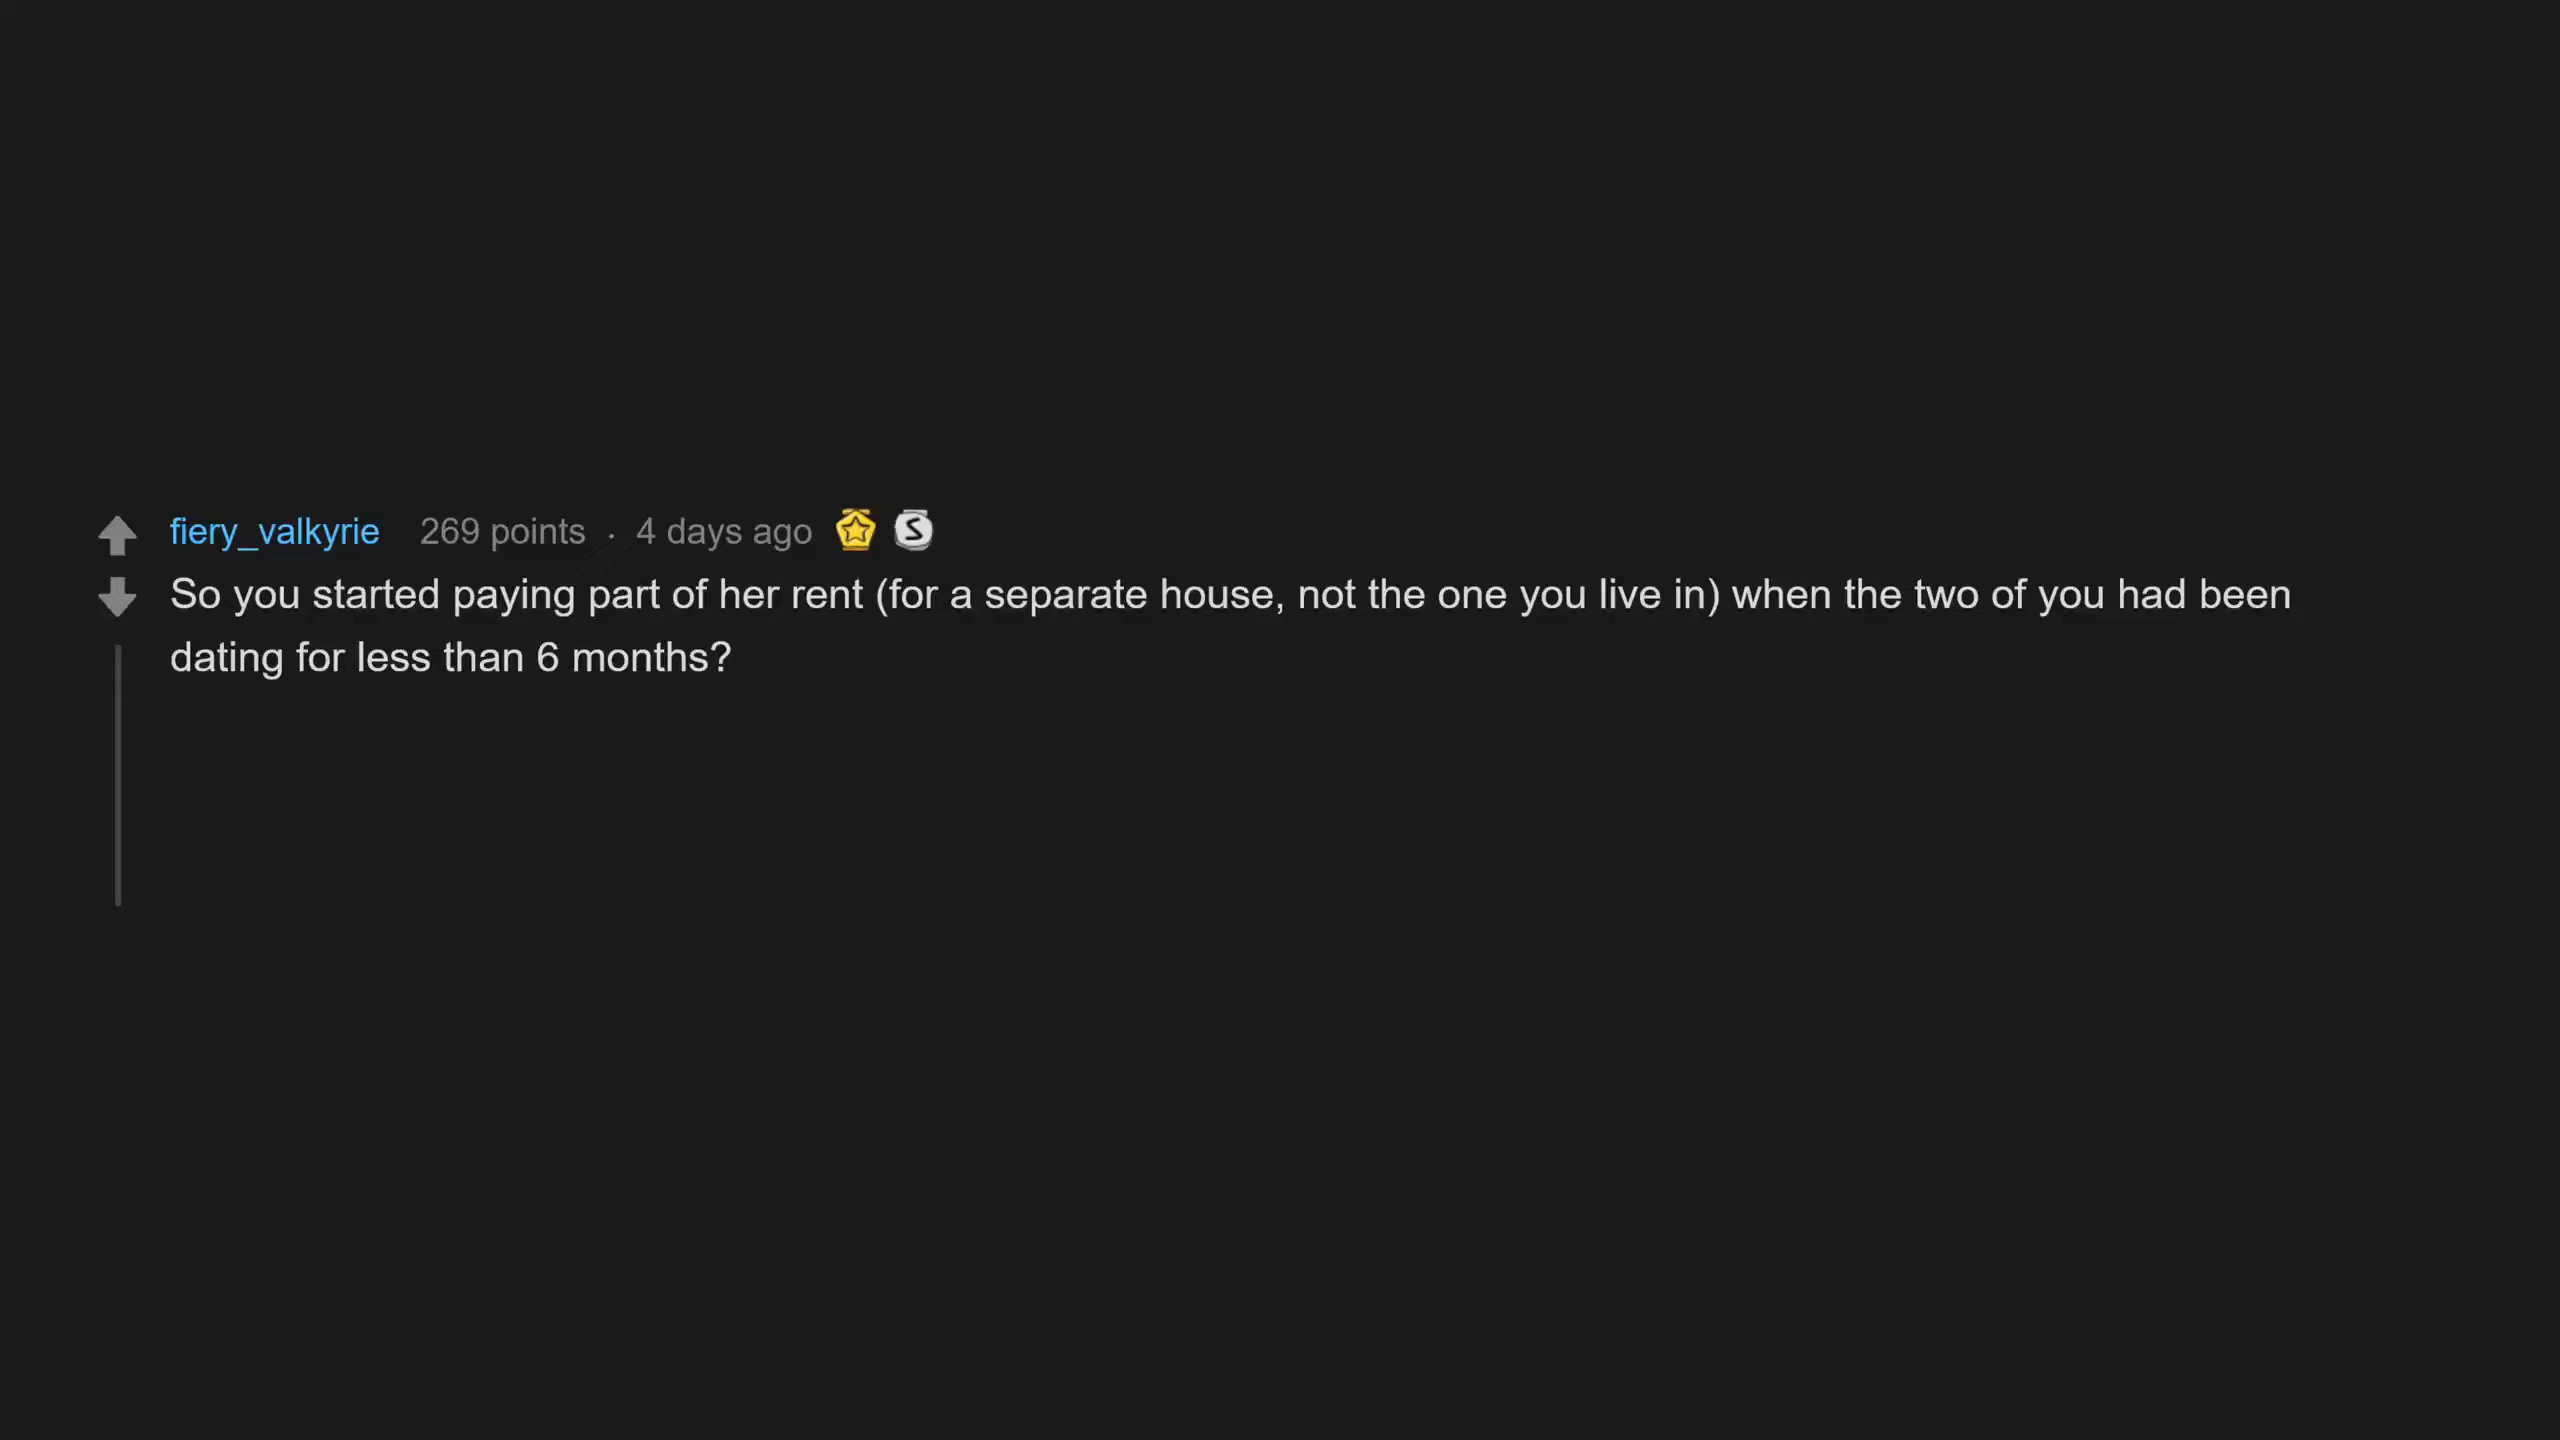 fiery_valkyrie 269 points · 4 days ago S
So you started paying part of her rent (for a separate house, not the one you live in) when the two of you had been
dating for less than 6 months?